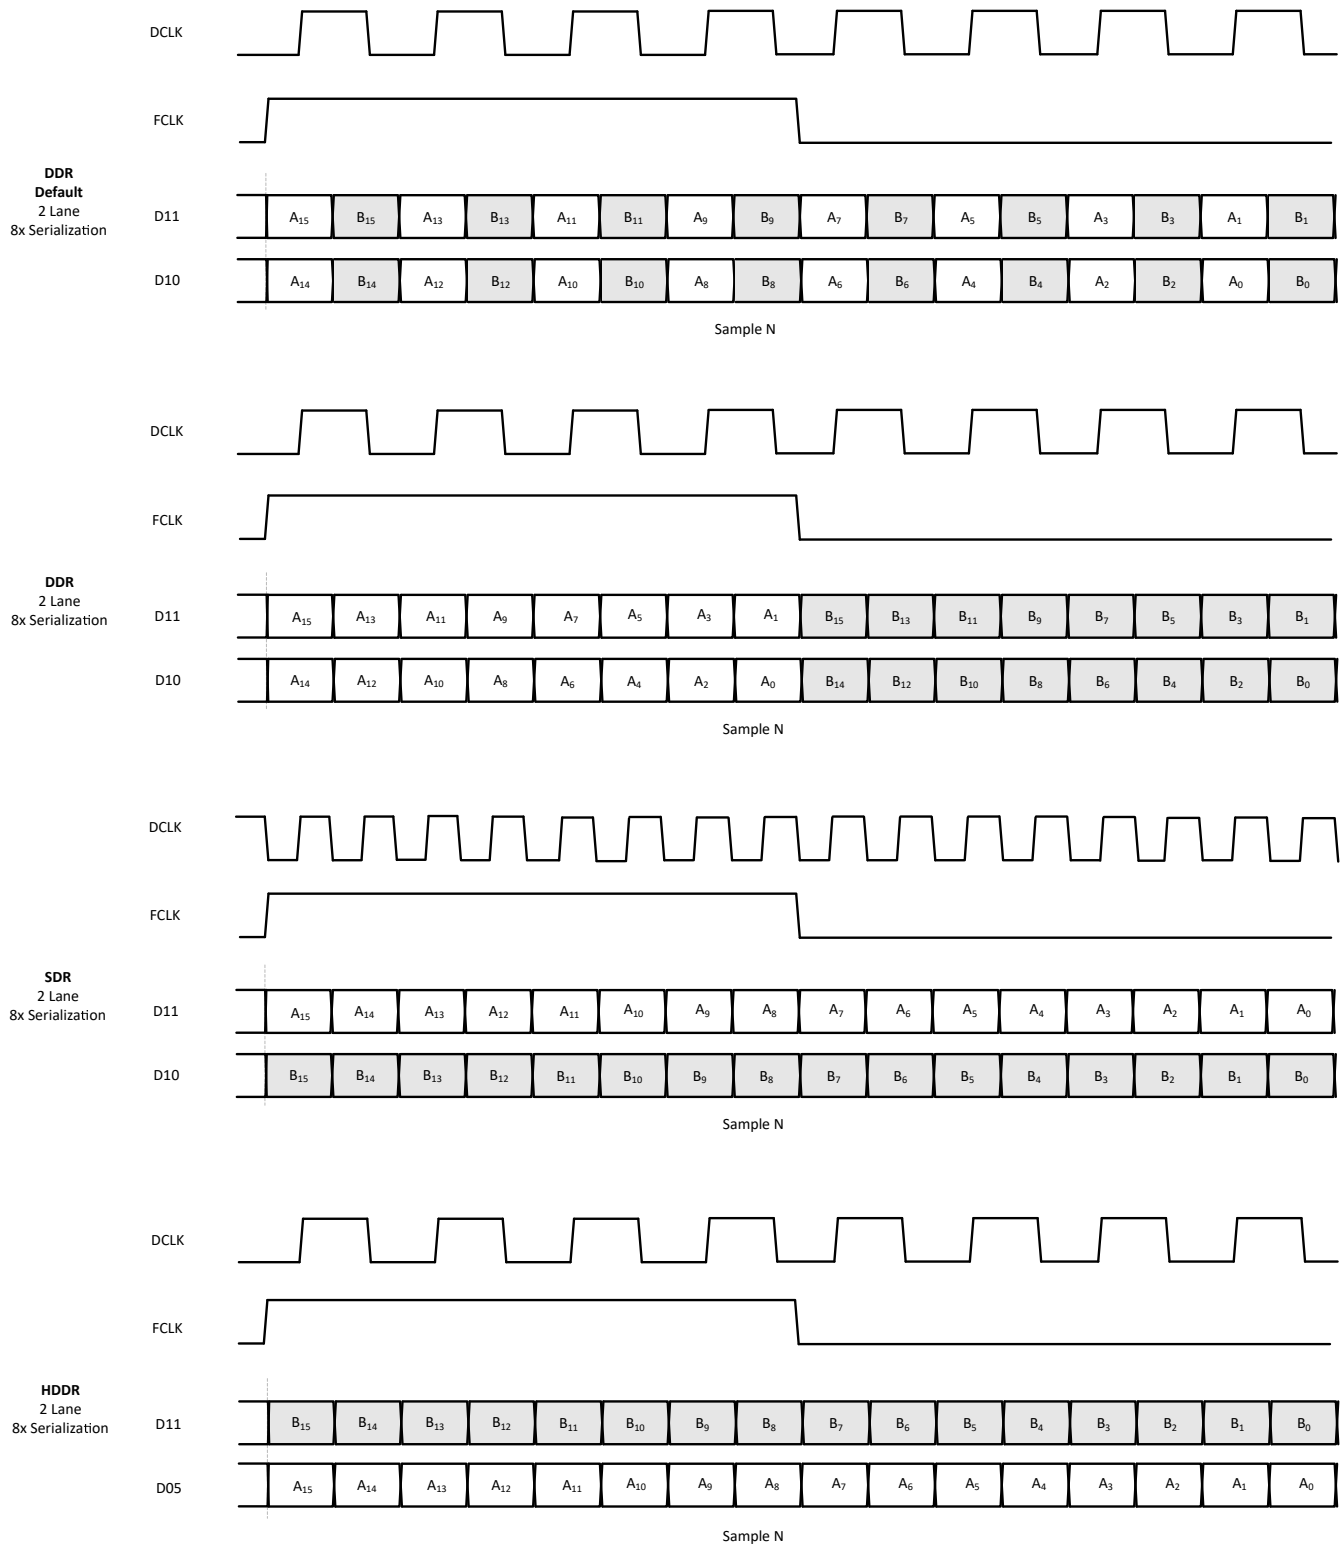 DCLK
FCLK
DDR
Default
2 Lane
8x Serialization
D11 A15 B15 A13 B13 A11 B11 A9 B9 A7 B7 A5 B5 A3 B3 A1 B1
D10 A14 B14 A12 B12 A10 B10 A8 B8 A6 B6 A4 B4 A2 B2 A0 B0
Sample N
DCLK
FCLK
DDR
2 Lane
8x Serialization
D11 A15 A13 A11 A9 A7 A5 A3 A1 B15 B13 B11 B9 B7 B5 B3 B1
D10 A14 A12 A10 A8 A6 A4 A2 A0 B14 B12 B10 B8 B6 B4 B2 B0
Sample N
DCLK
FCLK
SDR
2 Lane
8x Serialization
D11 A15 A14 A13 A12 A11 A10 A9 A8 A7 A6 A5 A4 A3 A2 A1 A0
D10 B15 B14 B13 B12 B11 B10 B9 B8 B7 B6 B5 B4 B3 B2 B1 B0
Sample N
DCLK
FCLK
HDDR
2 Lane
8x Serialization
D11 B15 B14 B13 B12 B11 B10 B9 B8 B7 B6 B5 B4 B3 B2 B1 B0
D05 A15 A14 A13 A12 A11 A10 A9 A8 A7 A6 A5 A4 A3 A2 A1 A0
Sample N